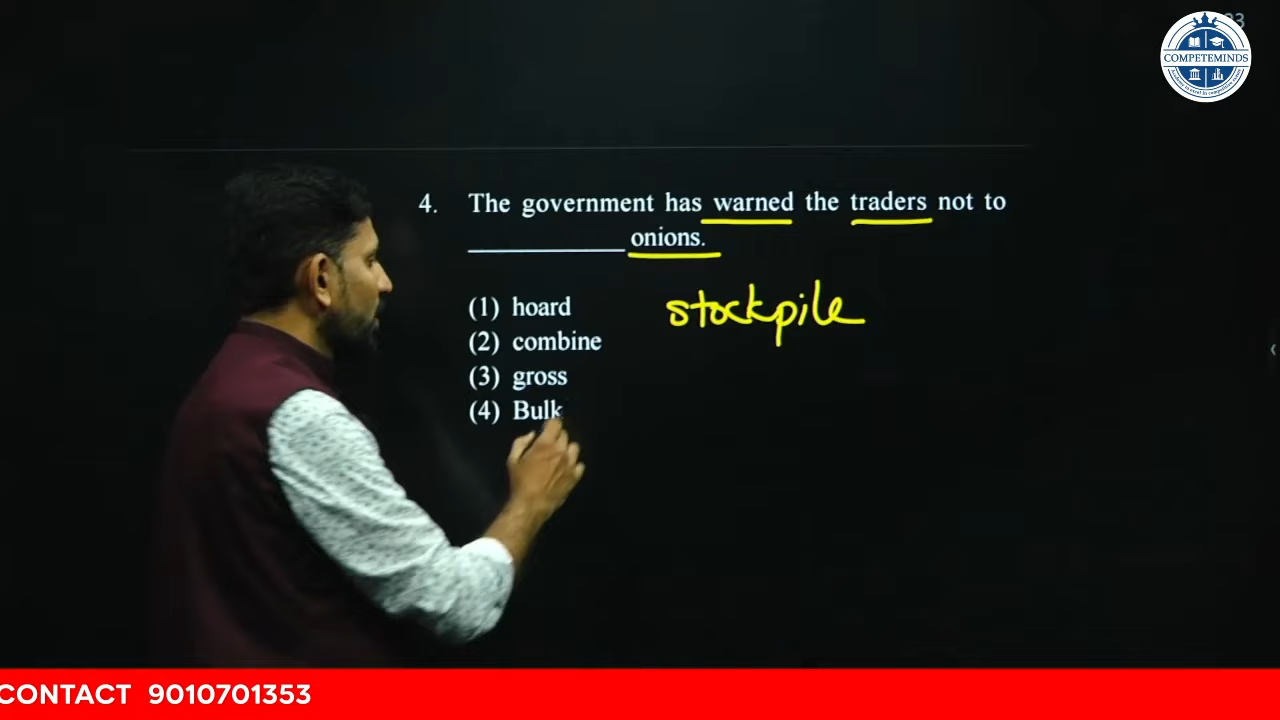 COMPETEMINDS
4. The government has warned the traders not to
____________ onions.
(1) hoard
stockpile
(2) combine
(3) gross
(4) Bulk
CONTACT 9010701353